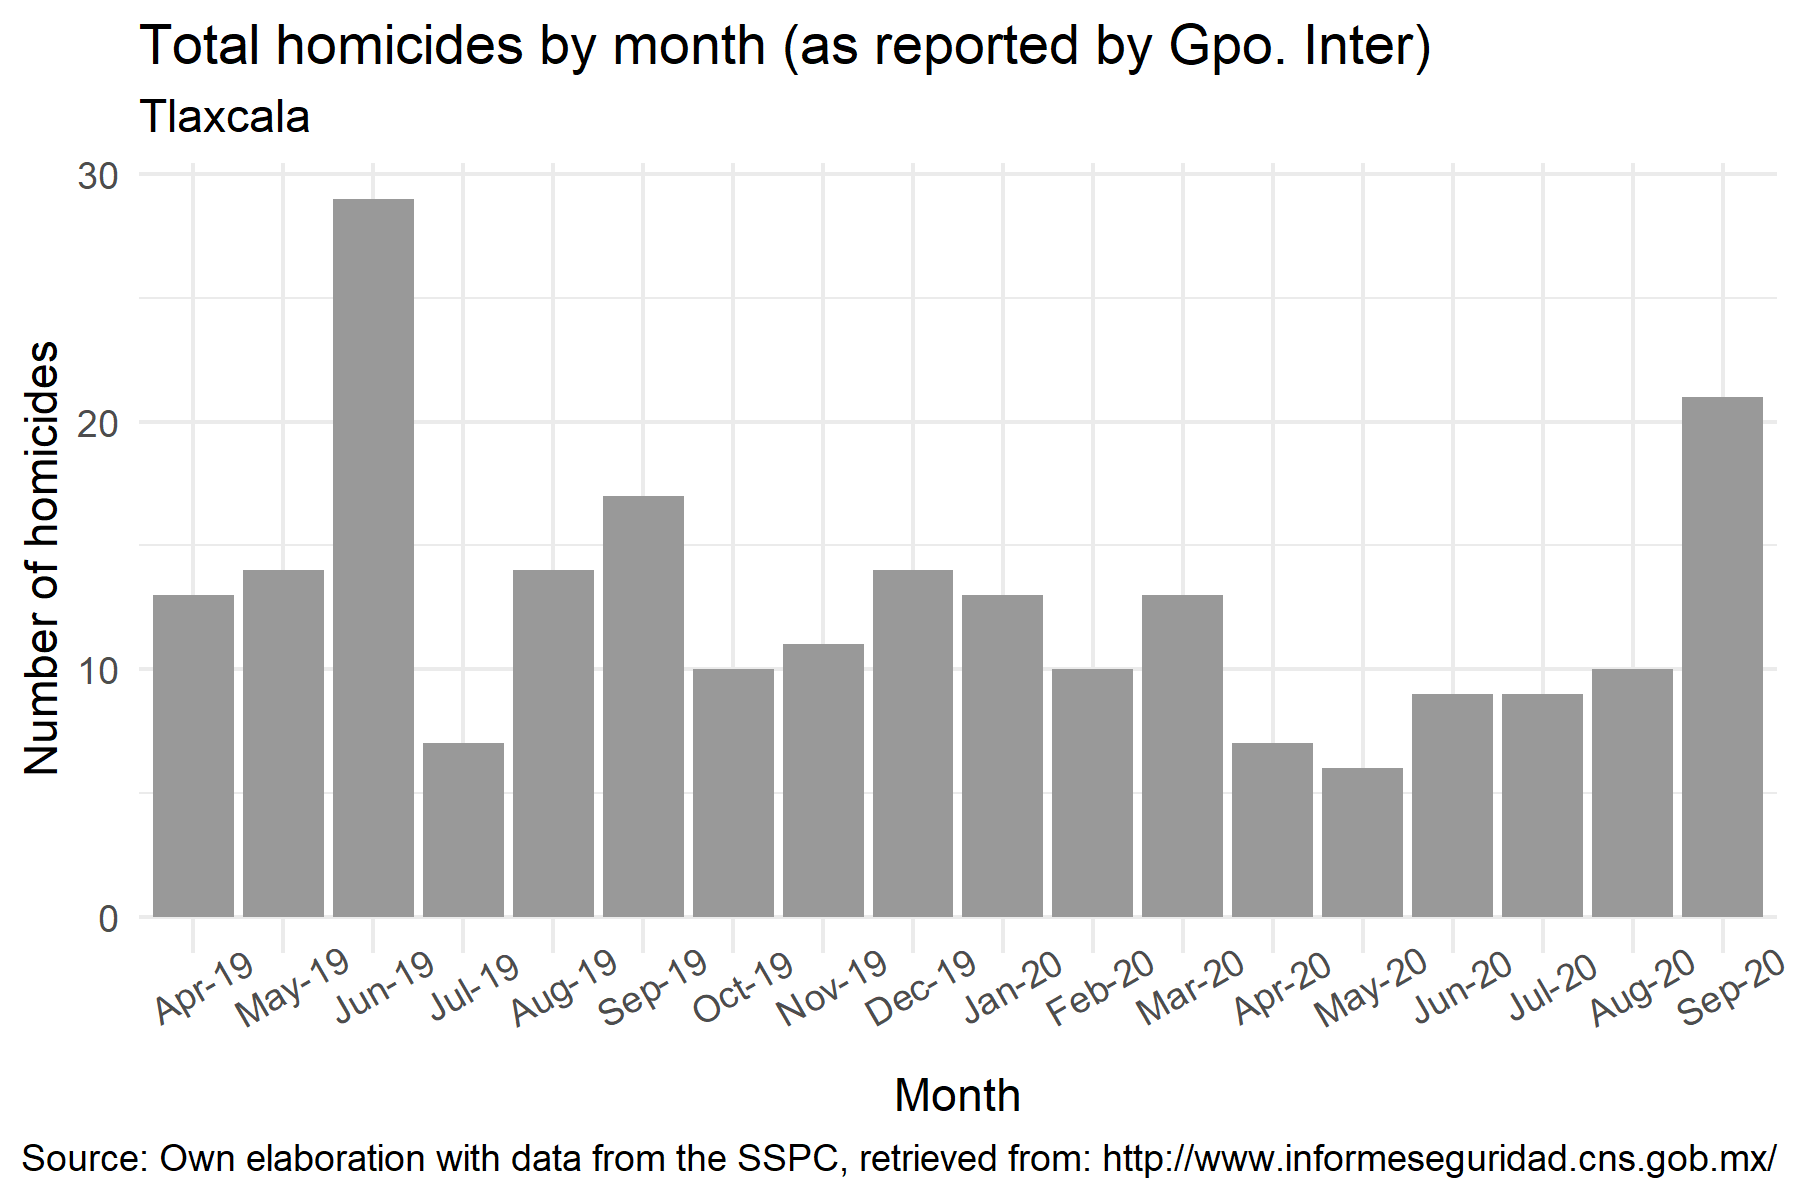 Total homicides by month (as reported by Gpo. Inter)
Tlaxcala
30
20
10
0
Number of homicides
Apr-19 May-19 Jun-19 Jul-19 Aug-19 Sep-19 Oct-19 Nov-19 Dec-19 Jan-20 Feb-20 Mar-20 Apr-20 May-20 Jun-20 Jul-20 Aug-20 Sep-20
Month
Source: Own elaboration with data from the SSPC, retrieved from: http://www.informeseguridad.cns.gob.mx/